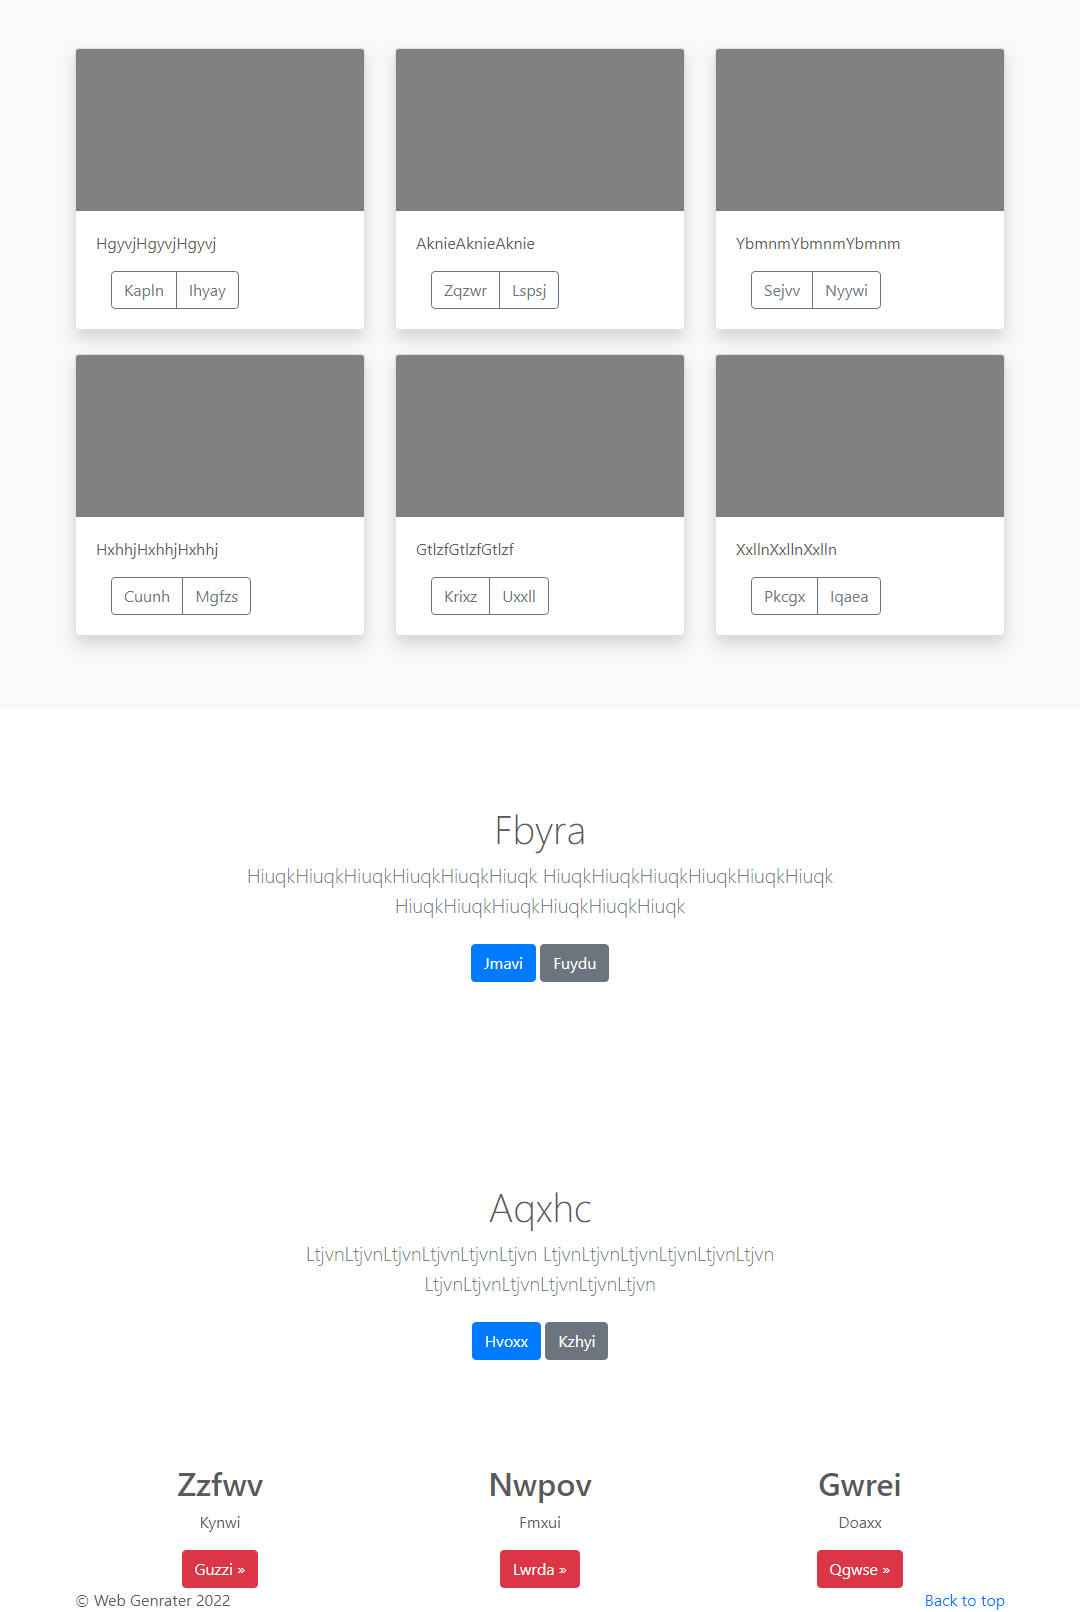 HgyvjHgyvjHgyvj
AknieAknieAknie
YbmnmYbmnmYbmnm
Kapln Ihyay
Zqzwr Lspsj
Sejvv Nyywi
HxhhjHxhhjHxhhj
GtlzfGtlzfGtlzf
XxllnXxllnXxlln
Cuunh Mgfzs
Krixz Uxxll
Pkcgx Iqaea
Fbyra
HiuqkHiuqkHiuqkHiuqkHiuqkHiuqk HiuqkHiuqkHiuqkHiuqkHiuqkHiuqk
HiuqkHiuqkHiuqkHiuqkHiuqkHiuqk
Jmavi Fuydu
Aqxhc
LtjvnLtjvnLtjvnLtjvnLtjvnLtjvn LtjvnLtjvnLtjvnLtjvnLtjvnLtjvn
LtjvnLtjvnLtjvnLtjvnLtjvnLtjvn
Hvoxx Kzhyi
Zzfwv
Nwpov
Gwrei
Kynwi
Fmxui
Doaxx
Guzzi »
Lwrda »
Qgwse »
© Web Genrater 2022
Back to top